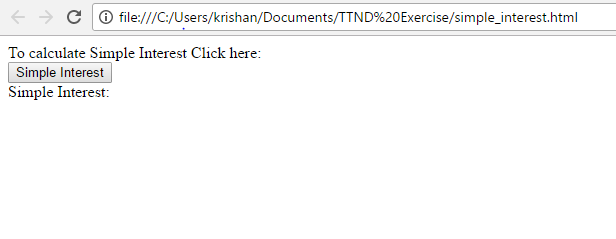 file:///C:/Users/krishan/Documents/TTND%20Exercise/simple_interest.html
To calculate Simple Interest Click here:
Simple Interest
Simple Interest: